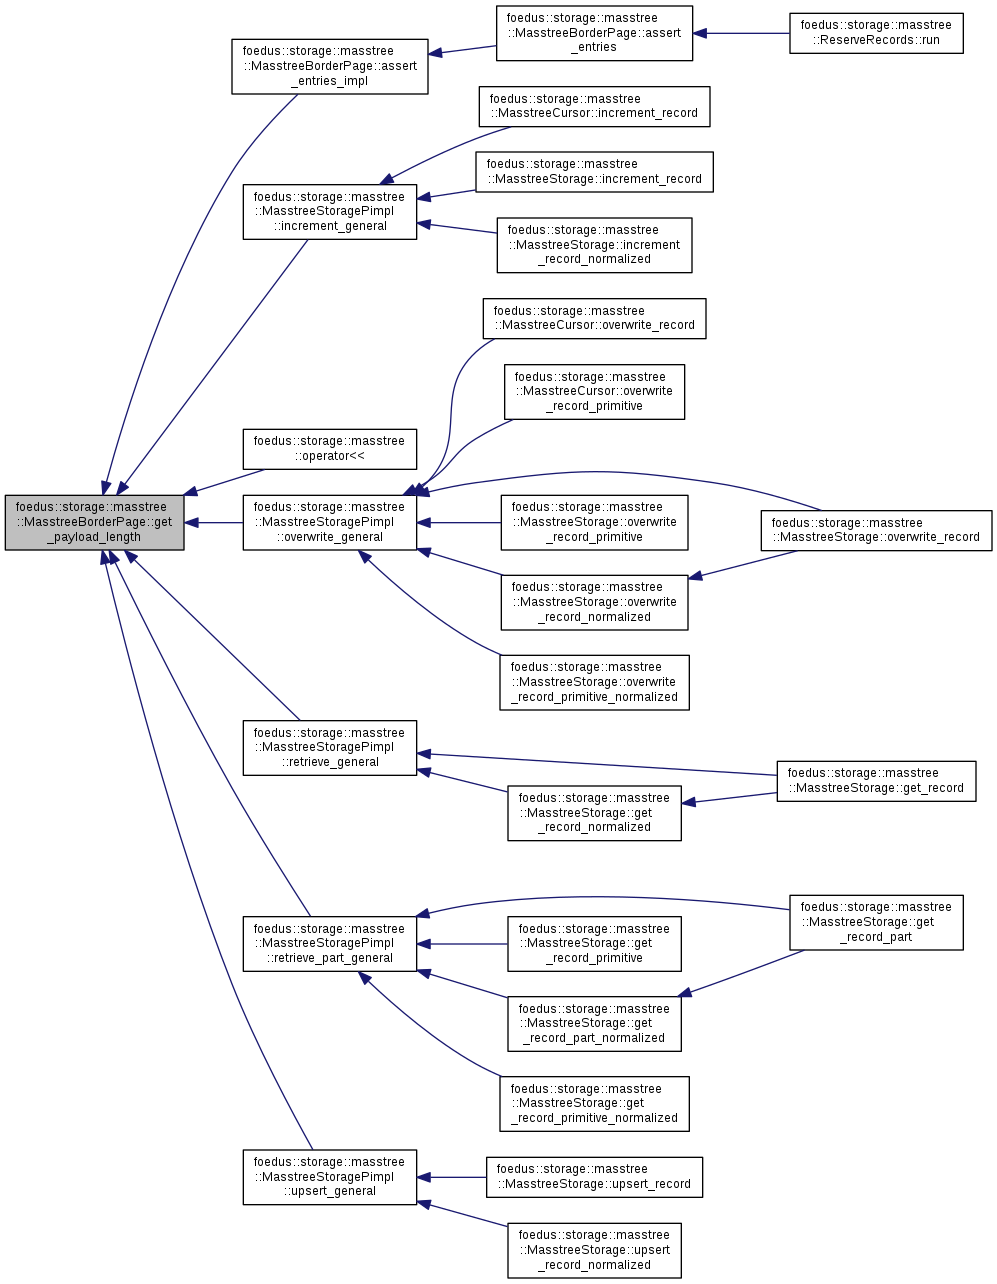 foedus::storage::masstree
::MasstreeBorderPage::get
_payload_length
foedus::storage::masstree
::MasstreeBorderPage::assert
_entries_impl
foedus::storage::masstree
::MasstreeBorderPage::assert
_entries
foedus::storage::masstree
::ReserveRecords::run
foedus::storage::masstree
::MasstreeStoragePimpl
::increment_general
foedus::storage::masstree
::MasstreeCursor::increment_record
foedus::storage::masstree
::MasstreeStorage::increment_record
foedus::storage::masstree
::MasstreeStorage::increment
_record_normalized
foedus::storage::masstree
::operator<<
foedus::storage::masstree
::MasstreeStoragePimpl
::overwrite_general
foedus::storage::masstree
::MasstreeCursor::overwrite_record
foedus::storage::masstree
::MasstreeCursor::overwrite
_record_primitive
foedus::storage::masstree
::MasstreeStorage::overwrite
_record_primitive
foedus::storage::masstree
::MasstreeStorage::overwrite_record
foedus::storage::masstree
::MasstreeStorage::overwrite
_record_normalized
foedus::storage::masstree
::MasstreeStorage::overwrite
_record_primitive_normalized
foedus::storage::masstree
::MasstreeStoragePimpl
::retrieve_general
foedus::storage::masstree
::MasstreeStorage::get_record
foedus::storage::masstree
::MasstreeStorage::get
_record_normalized
foedus::storage::masstree
::MasstreeStoragePimpl
::retrieve_part_general
foedus::storage::masstree
::MasstreeStorage::get
_record_part
foedus::storage::masstree
::MasstreeStorage::get
_record_primitive
foedus::storage::masstree
::MasstreeStorage::get
_record_part_normalized
foedus::storage::masstree
::MasstreeStorage::get
_record_primitive_normalized
foedus::storage::masstree
::MasstreeStoragePimpl
::upsert_general
foedus::storage::masstree
::MasstreeStorage::upsert_record
foedus::storage::masstree
::MasstreeStorage::upsert
_record_normalized